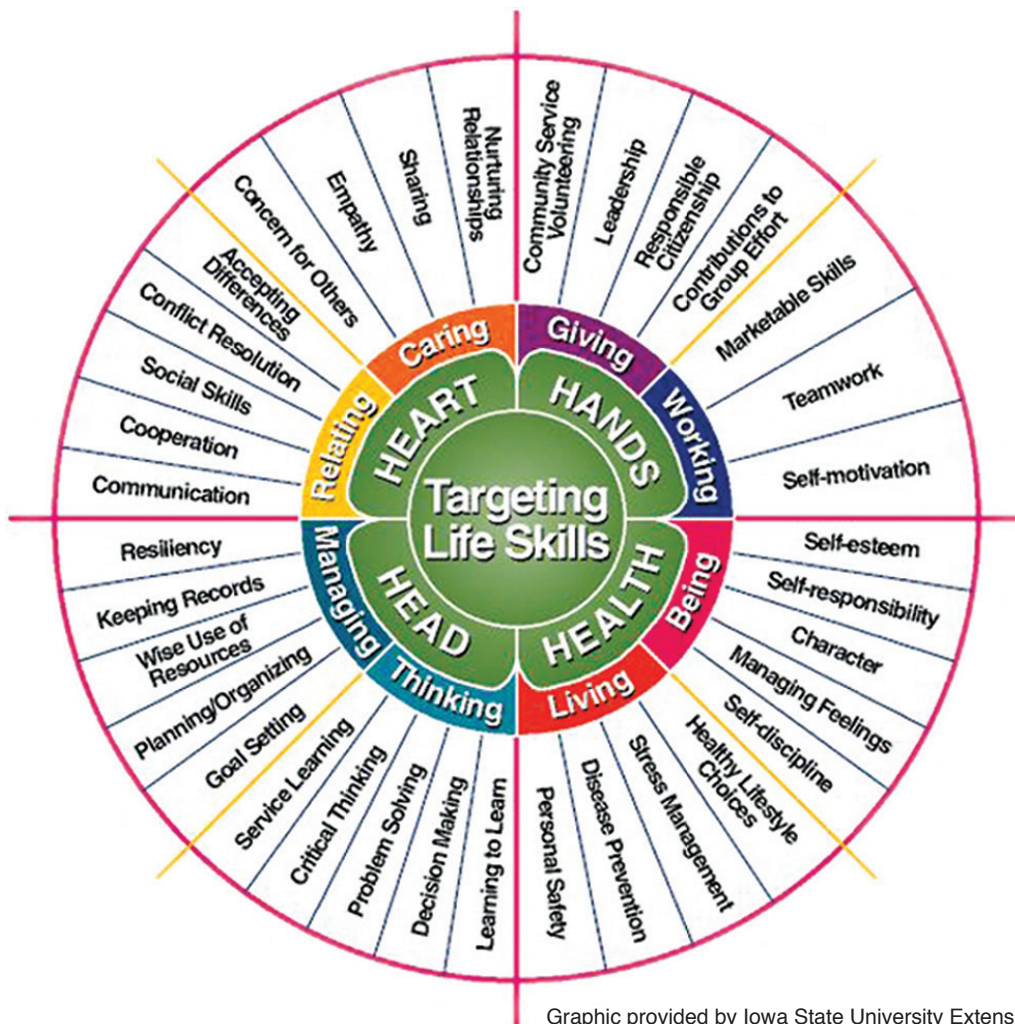 Targeting
Life Skills
HEART
HANDS
HEALTH
HEAD
Caring
Giving
Working
Being
Living
Thinking
Managing
Relating
Community Service
Volunteering
Leadership
Responsible
Citizenship
Contributions to
Group Effort
Marketable Skills
Teamwork
Self-motivation
Self-esteem
Self-responsibility
Character
Managing Feelings
Self-discipline
Healthy Lifestyle
Choices
Stress Management
Disease Prevention
Personal Safety
Learning to Learn
Decision Making
Problem Solving
Critical Thinking
Service Learning
Goal Setting
Planning/Organizing
Wise Use of
Resources
Keeping Records
Resiliency
Communication
Cooperation
Social Skills
Conflict Resolution
Accepting
Differences
Concern for Others
Empathy
Sharing
Nurturing
Relationships
Graphic provided by Iowa State University Extens